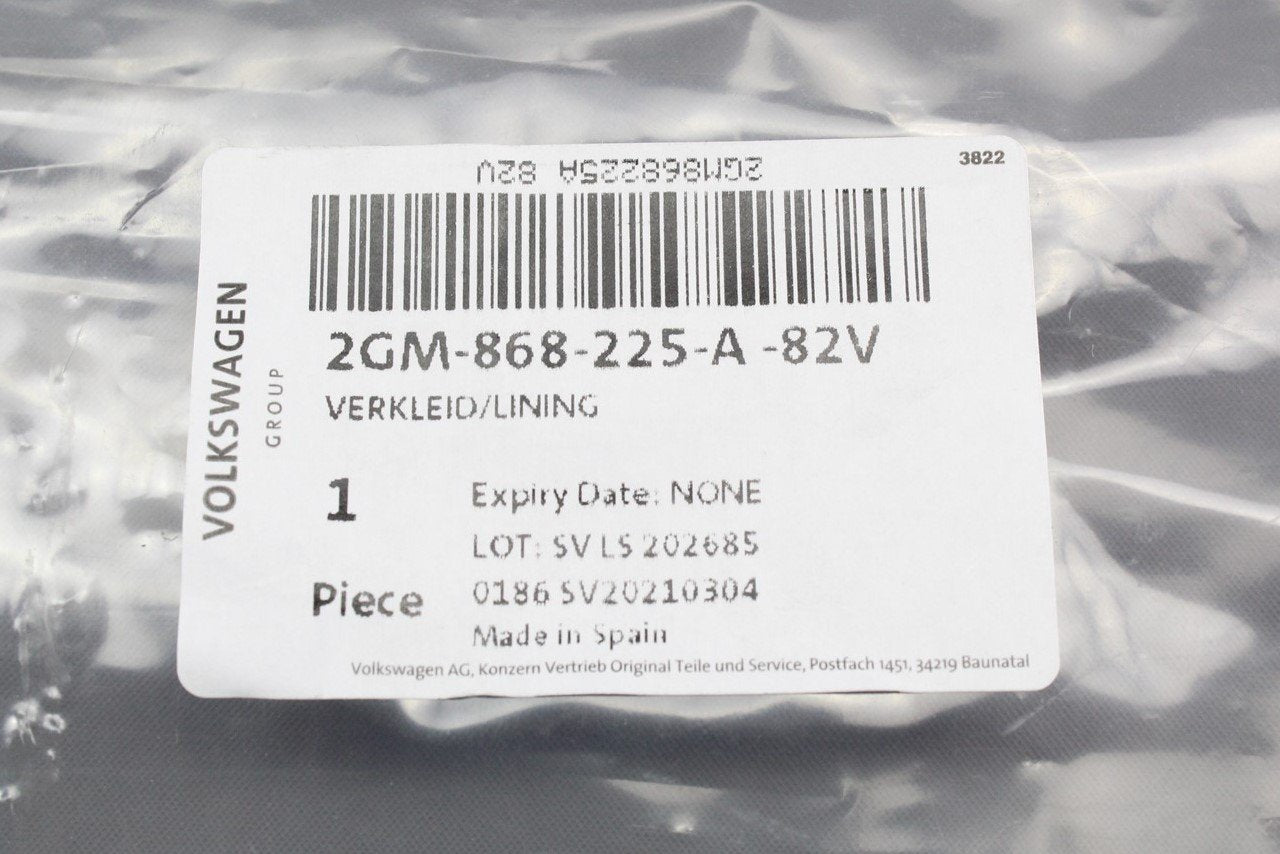 3822
2GM868225A 82V
2GM-868-225-A -82V
VERKLEID/LINING
VOLKSWAGEN
GROUP
1
Piece
Expiry Date: NONE
LOT: SV LS 202685
0186 SV20210304
Made in Spain
Volkswagen AG, Konzern Vertrieb Original Teile und Service, Postfach 1451, 34219 Baunatal